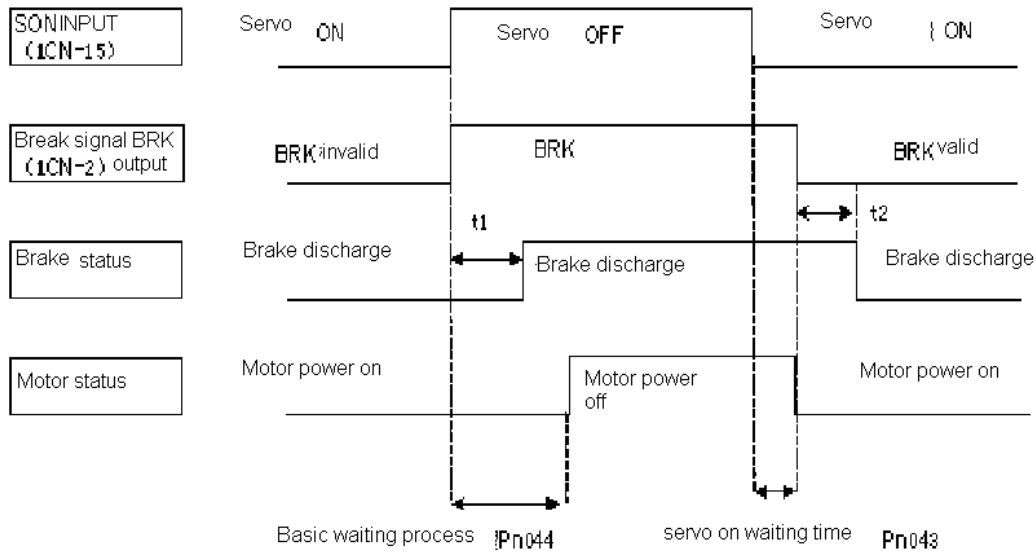 SON INPUT
(1CN-15)
Servo ON
Servo OFF
Servo ON
Break signal BRK
(1CN-2) output
BRK invalid
BRK
BRK valid
t1
t2
Brake status
Brake discharge
Brake discharge
Brake discharge
Motor status
Motor power on
Motor power
off
Motor power on
Basic waiting process Pn044
servo on waiting time Pn043